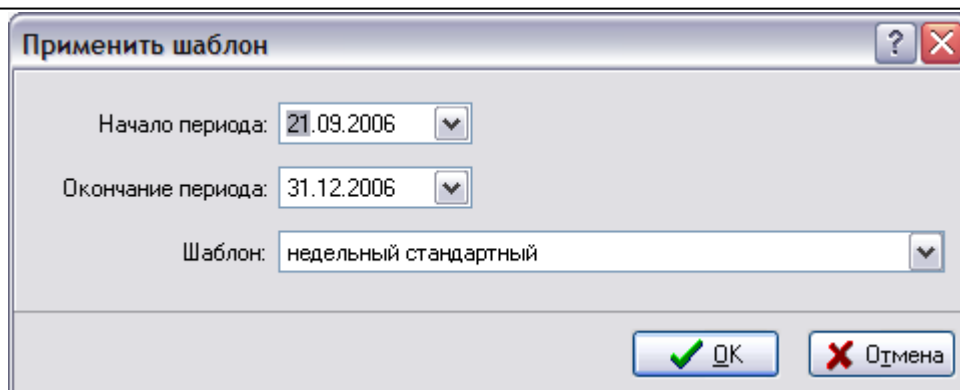 Применить шаблон
?
Начало периода: 21.09.2006
Окончание периода: 31.12.2006
Шаблон: недельный стандартный
OK Отмена